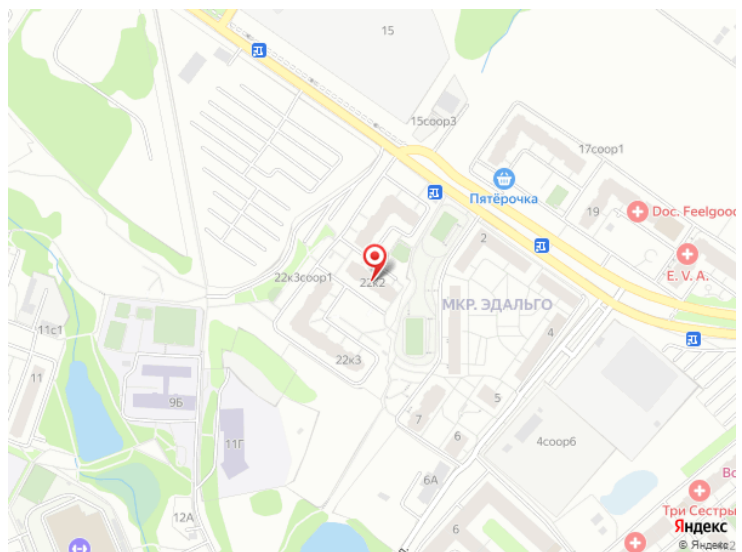 15
15соор3
17соор1
Пятёрочка
19
Doc. Feelgood
2
E. V. A.
22к3соор1
22к2
МКР. ЭДАЛЬГО
11с1
4
22к3
11
9Б
5
7
11Г
6
4соор6
6А
12А
Три Сестры
6
Яндекс
© Яндекс